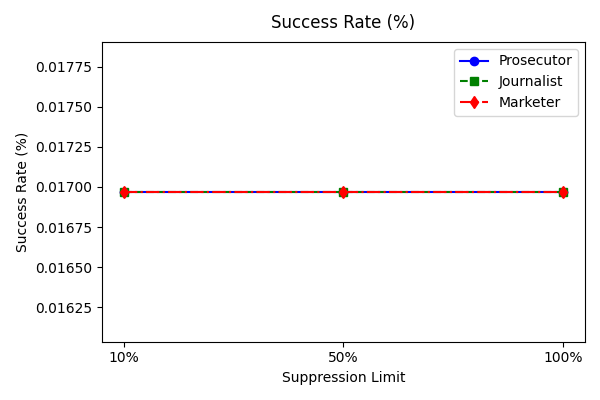 Success Rate (%)
Prosecutor
Journalist
Marketer
Success Rate (%)
0.01775
0.01750
0.01725
0.01700
0.01675
0.01650
0.01625
10%
50%
100%
Suppression Limit